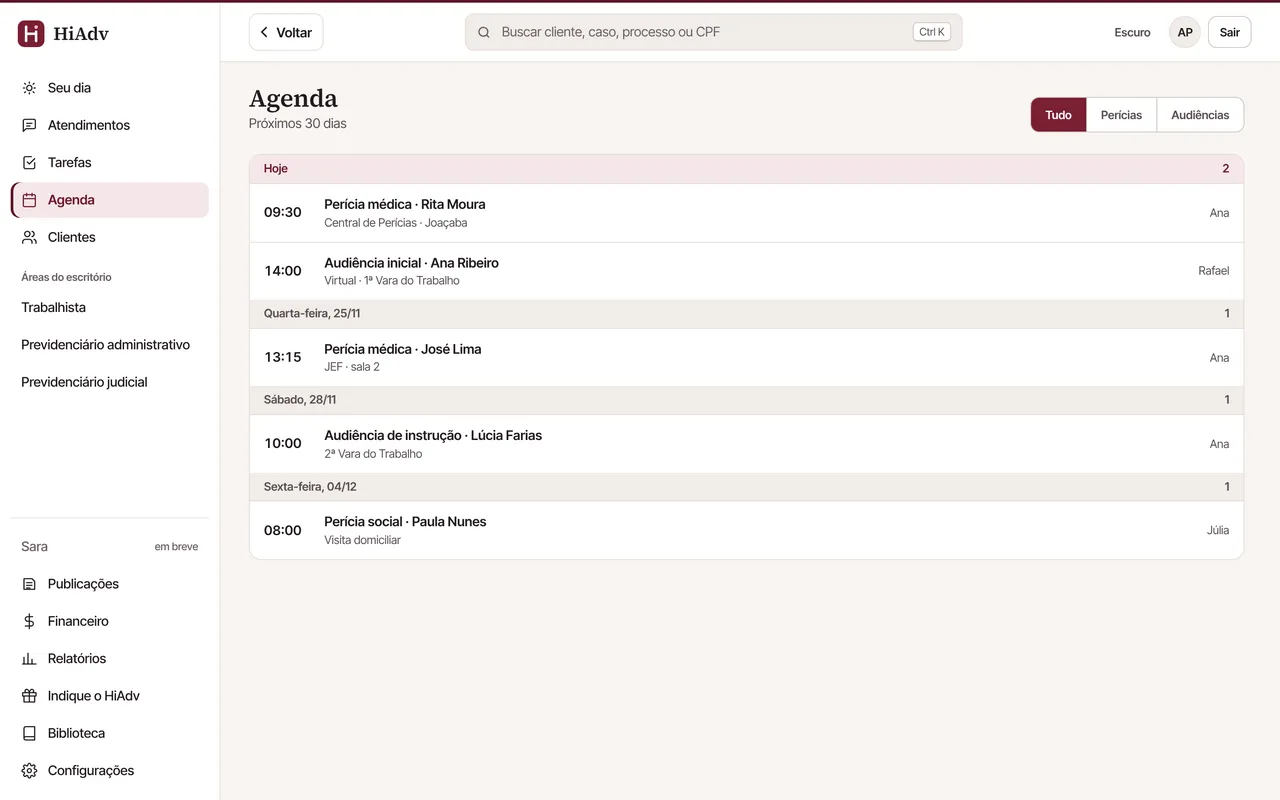 HiAdv
Voltar
Buscar cliente, caso, processo ou CPF
Ctrl K
Escuro
AP
Sair
Seu dia
Atendimentos
Tarefas
Agenda
Clientes
Áreas do escritório
Trabalhista
Previdenciário administrativo
Previdenciário judicial
Sara em breve
Publicações
Financeiro
Relatórios
Indique o HiAdv
Biblioteca
Configurações
Agenda
Próximos 30 dias
Tudo
Perícias
Audiências
Hoje 2
09:30 Perícia médica · Rita Moura
Central de Perícias · Joaçaba
Ana
14:00 Audiência inicial · Ana Ribeiro
Virtual · 1ª Vara do Trabalho
Rafael
Quarta-feira, 25/11 1
13:15 Perícia médica · José Lima
JEF · sala 2
Ana
Sábado, 28/11 1
10:00 Audiência de instrução · Lúcia Farias
2ª Vara do Trabalho
Ana
Sexta-feira, 04/12 1
08:00 Perícia social · Paula Nunes
Visita domiciliar
Júlia